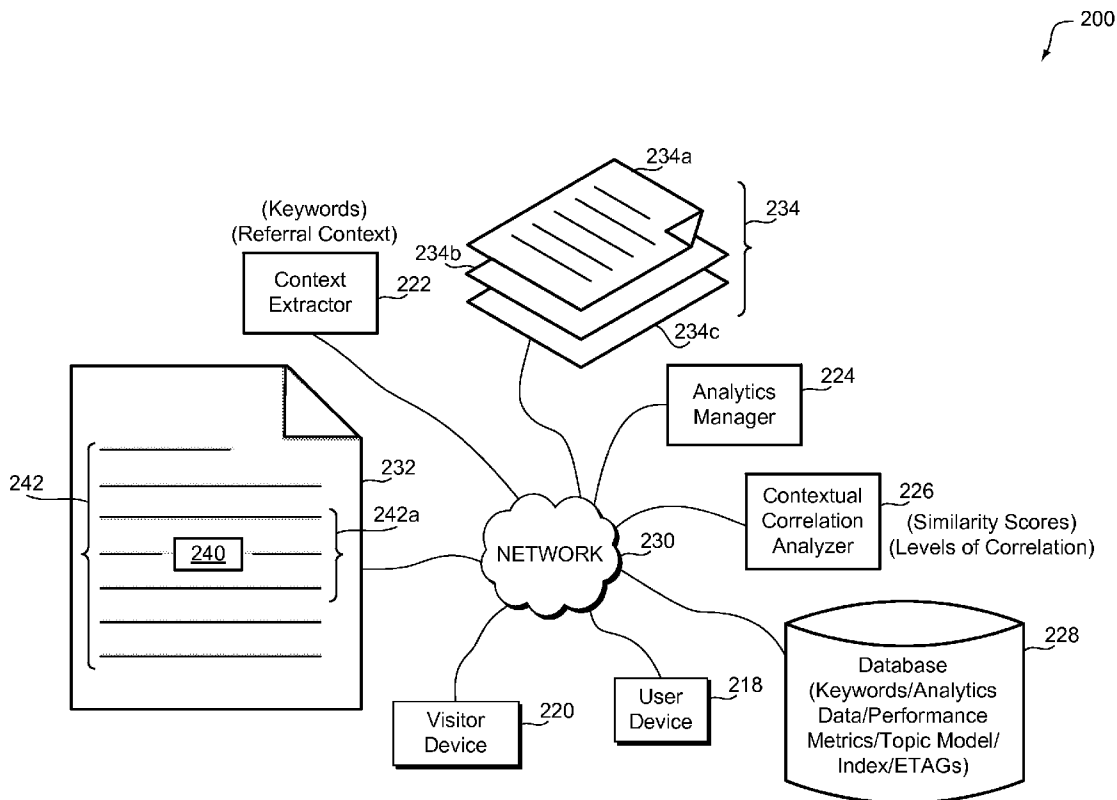 200
234a
234
(Keywords)
(Referral Context)
234b
Context
Extractor
222
234c
Analytics
Manager
224
242
232
242a
240
NETWORK
230
Contextual
Correlation
Analyzer
226
(Similarity Scores)
(Levels of Correlation)
Visitor
Device
220
User
Device
218
Database
(Keywords/Analytics
Data/Performance
Metrics/Topic Model/
Index/ETAGs)
228